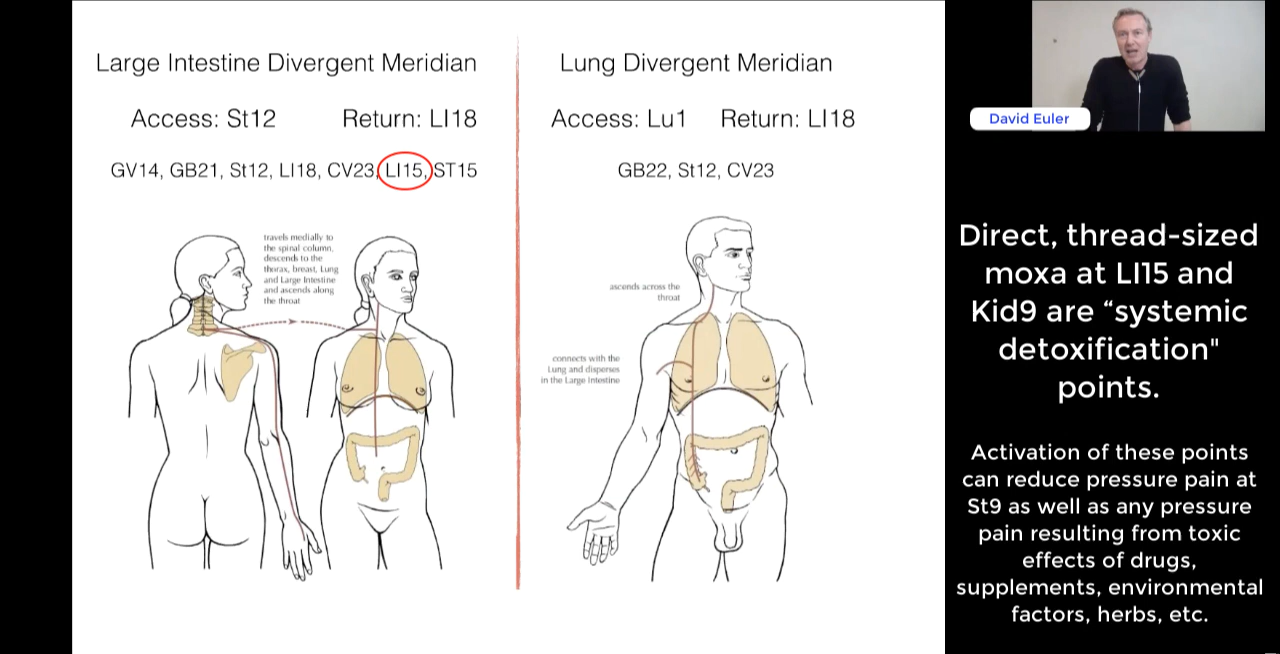 Large Intestine Divergent Meridian
Access: St12 Return: LI18
GV14, GB21, St12, LI18, CV23, LI15, ST15
travels medially to
the spinal column,
descends to the
thorax, breast, Lung
and Large Intestine
and ascends along
the throat
Lung Divergent Meridian
Access: Lu1 Return: LI18
GB22, St12, CV23
ascends across the
throat
connects with the
Lung and disperses
in the Large Intestine
David Euler
Direct, thread-sized
moxa at LI15 and
Kid9 are “systemic
detoxification"
points.
Activation of these points
can reduce pressure pain at
St9 as well as any pressure
pain resulting from toxic
effects of drugs,
supplements, environmental
factors, herbs, etc.